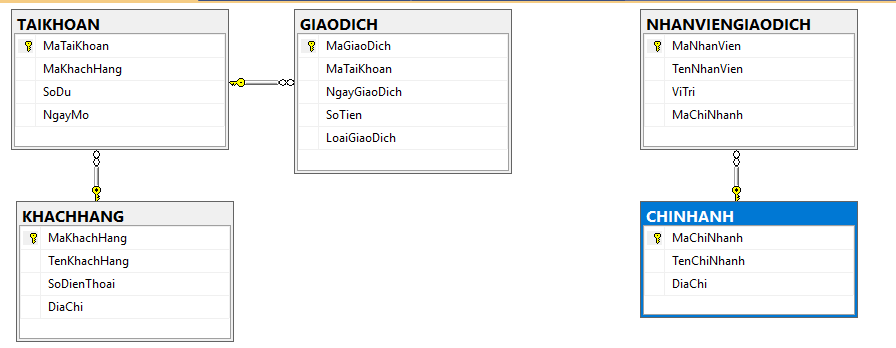 TAIKHOAN
MaTaiKhoan
MaKhachHang
SoDu
NgayMo
GIAODICH
MaGiaoDich
MaTaiKhoan
NgayGiaoDich
SoTien
LoaiGiaoDich
NHANVIENGIAODICH
MaNhanVien
TenNhanVien
ViTri
MaChiNhanh
KHACHHANG
MaKhachHang
TenKhachHang
SoDienThoai
DiaChi
CHINHANH
MaChiNhanh
TenChiNhanh
DiaChi